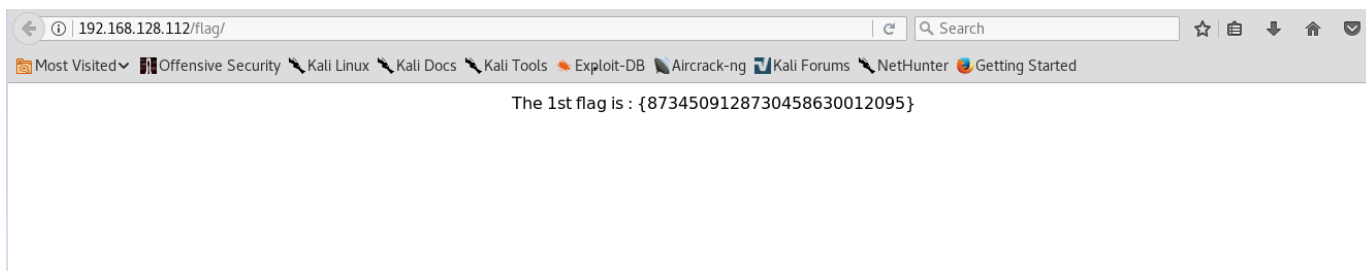 192.168.128.112/flag/
Search
Most Visited Offensive Security Kali Linux Kali Docs Kali Tools Exploit-DB Aircrack-ng Kali Forums NetHunter Getting Started
The 1st flag is : {8734509128730458630012095}